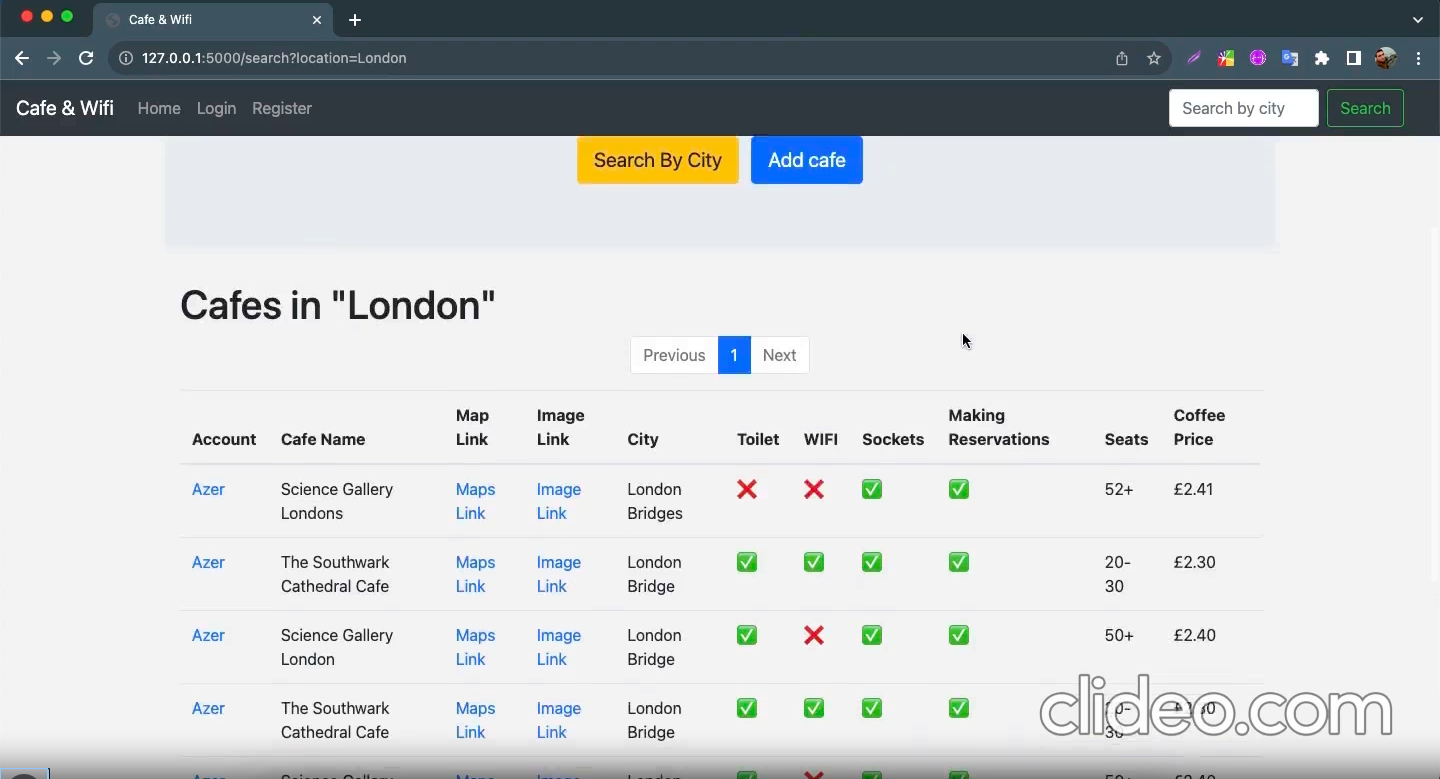 Cafe & Wifi
127.0.0.1:5000/search?location=London
Cafe & Wifi Home Login Register Search by city Search
Search By City Add cafe
Cafes in "London"
Previous 1 Next
Account Cafe Name Map Link Image Link City Toilet WIFI Sockets Making Reservations Seats Coffee Price
Azer Science Gallery Londons Maps Link Image Link London Bridges ❌ ❌ ✅ ✅ 52+ £2.41
Azer The Southwark Cathedral Cafe Maps Link Image Link London Bridge ✅ ✅ ✅ ✅ 20-30 £2.30
Azer Science Gallery London Maps Link Image Link London Bridge ✅ ❌ ✅ ✅ 50+ £2.40
Azer The Southwark Cathedral Cafe Maps Link Image Link London Bridge ✅ ✅ ✅ ✅ 20-30
clideo.com